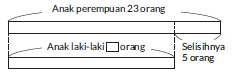 Anak perempuan 23 orang
Anak laki-laki □ orang
Selisihnya
5 orang